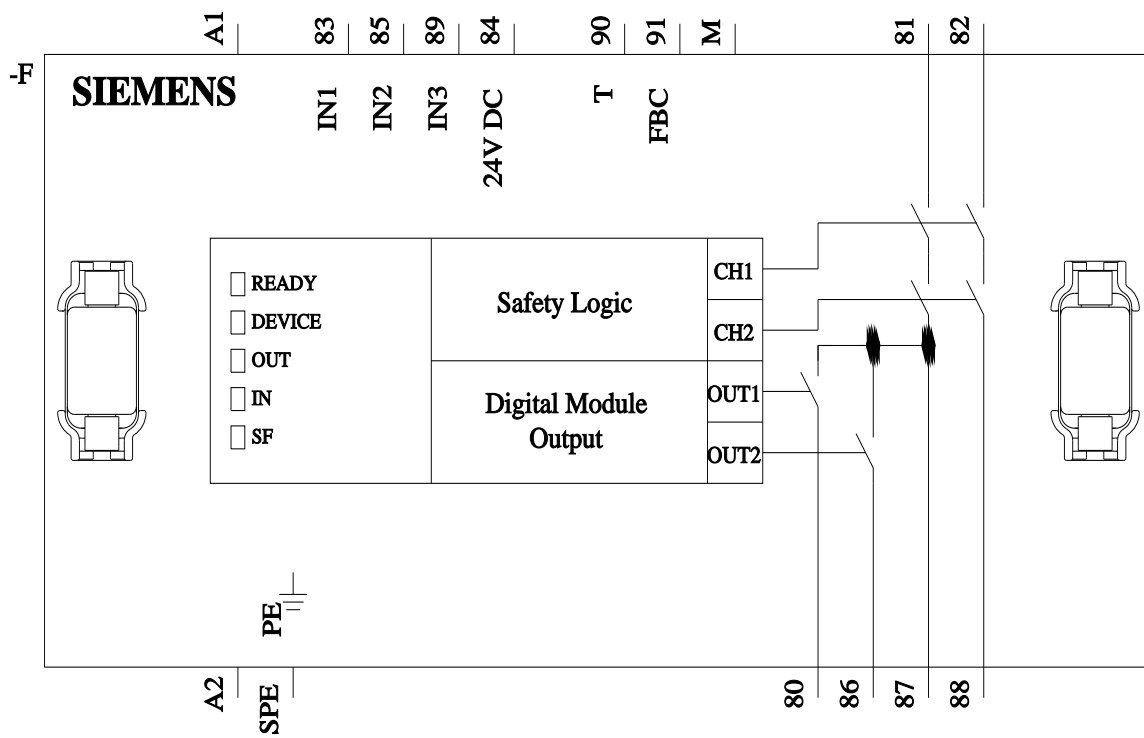 A1 83 85 89 84 90 91 M 81 82
-F
SIEMENS
IN1 IN2 IN3 24V DC T FBC
READY
DEVICE
OUT
IN
SF
Safety Logic
Digital Module
Output
CH1
CH2
OUT1
OUT2
PE
A2 SPE 80 86 87 88